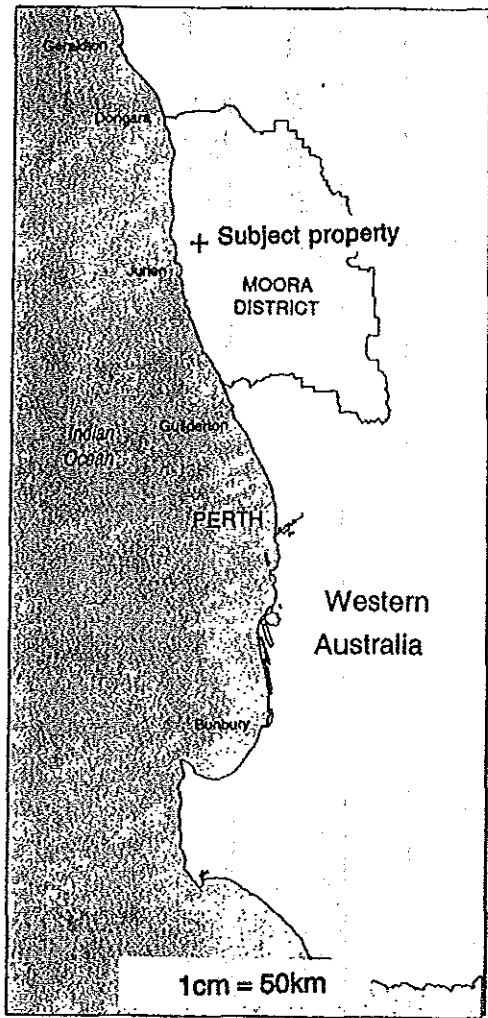 Geraldton
Dongara
+ Subject property
Jurien
MOORA
DISTRICT
Guilderton
Indian
Ocean
PERTH
Western
Australia
Bunbury
1cm = 50km